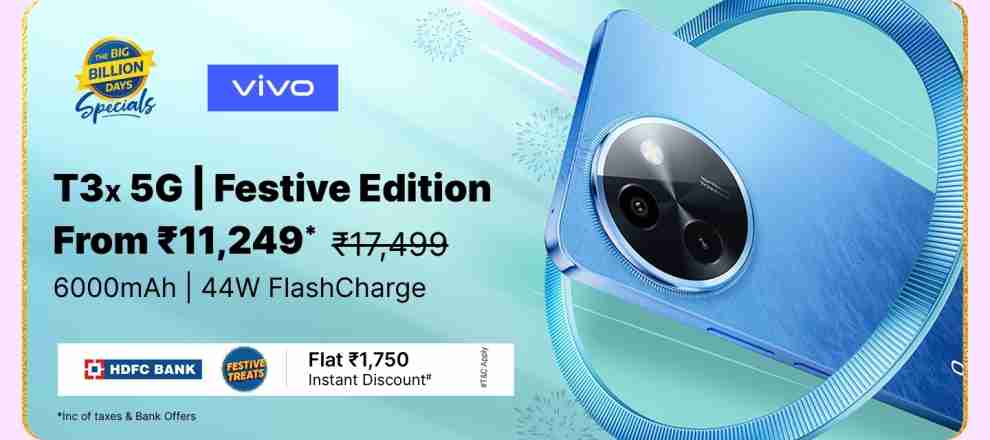 THE BIG
BILLION
DAYS
Specials
vivo
T3x 5G | Festive Edition
From ₹11,249* ₹17,499
6000mAh | 44W FlashCharge
HDFC BANK
FESTIVE
TREATS
Flat ₹1,750
Instant Discount#
#T&C Apply
*Inc of taxes & Bank Offers